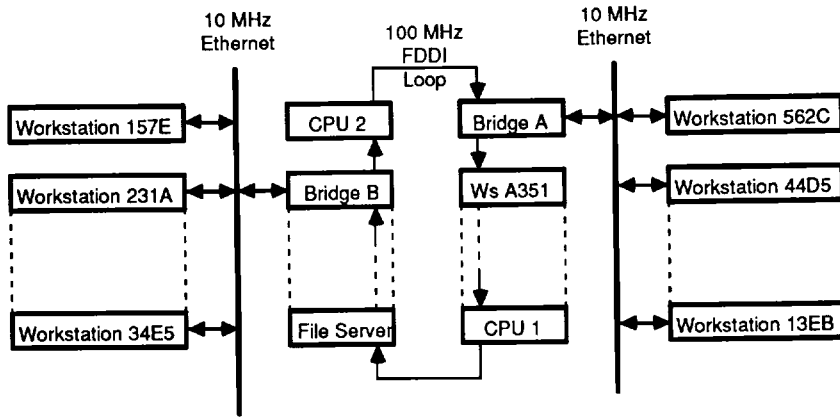 10 MHz
Ethernet
100 MHz
FDDI
Loop
10 MHz
Ethernet
Workstation 157E
CPU 2
Bridge A
Workstation 562C
Workstation 231A
Bridge B
Ws A351
Workstation 44D5
Workstation 34E5
File Server
CPU 1
Workstation 13EB